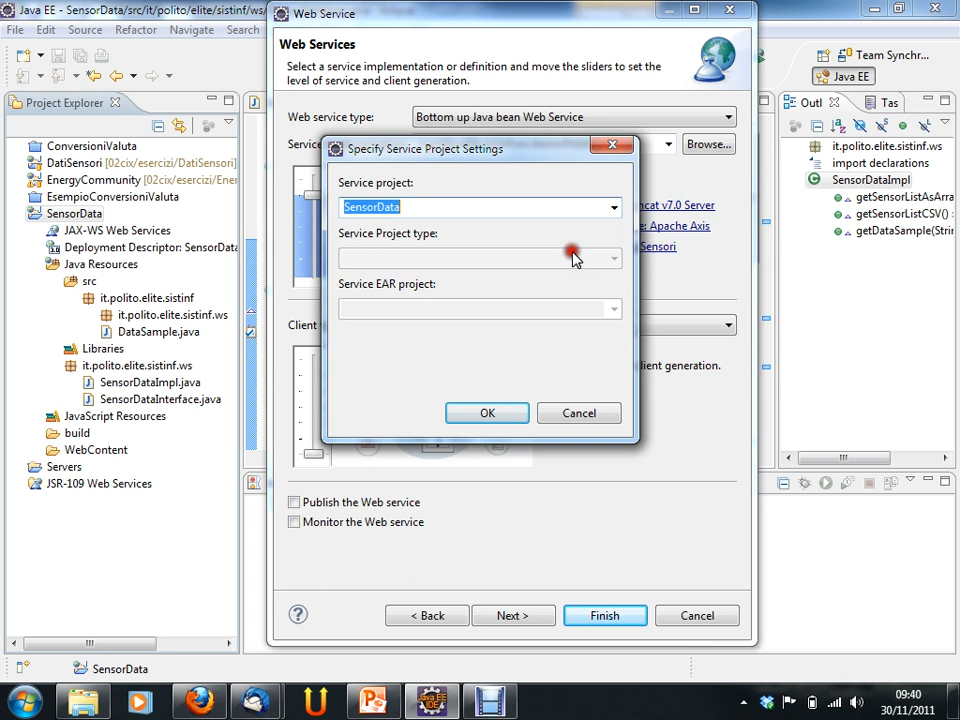 Java EE - SensorData/src/it/polito/elite/sistinf/ws/
File Edit Source Refactor Navigate Search
Project Explorer
ConversioniValuta
DatiSensori (02cix/esercizi/DatiSensori)
EnergyCommunity (02cix/esercizi/Ener
EsempioConversioniValuta
SensorData
JAX-WS Web Services
Deployment Descriptor: SensorData
Java Resources
src
it.polito.elite.sistinf
it.polito.elite.sistinf.ws
DataSample.java
Libraries
it.polito.elite.sistinf.ws
SensorDataImpl.java
SensorDataInterface.java
JavaScript Resources
build
WebContent
Servers
JSR-109 Web Services
SensorData
Web Service
Web Services
Select a service implementation or definition and move the sliders to set the
level of service and client generation.
Web service type: Bottom up Java bean Web Service
Servic
Browse...
cat v7.0 Server
Apache Axis
Sensori
Client
lient generation.
Specify Service Project Settings
Service project:
SensorData
Service Project type:
Service EAR project:
OK Cancel
Publish the Web service
Monitor the Web service
< Back Next > Finish Cancel
Team Synchr...
Java EE
Outl Tas
it.polito.elite.sistinf.ws
import declarations
SensorDataImpl
getSensorListAsArra
getSensorListCSV() :
getDataSample(Strin
Java EE
IDE
09:40
30/11/2011